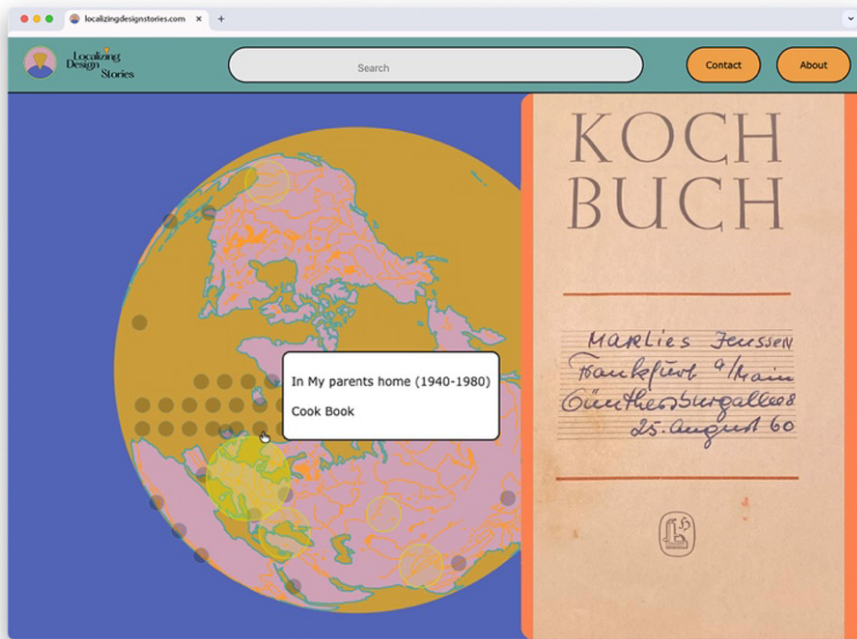 localizingdesignstories.com
Localizing
Design
Stories
Search
Contact
About
In My parents home (1940-1980)
Cook Book
KOCH
BUCH
Marlies Jenssen
Frankfurt a/Main
Günthersburgallee 8
25. August 60